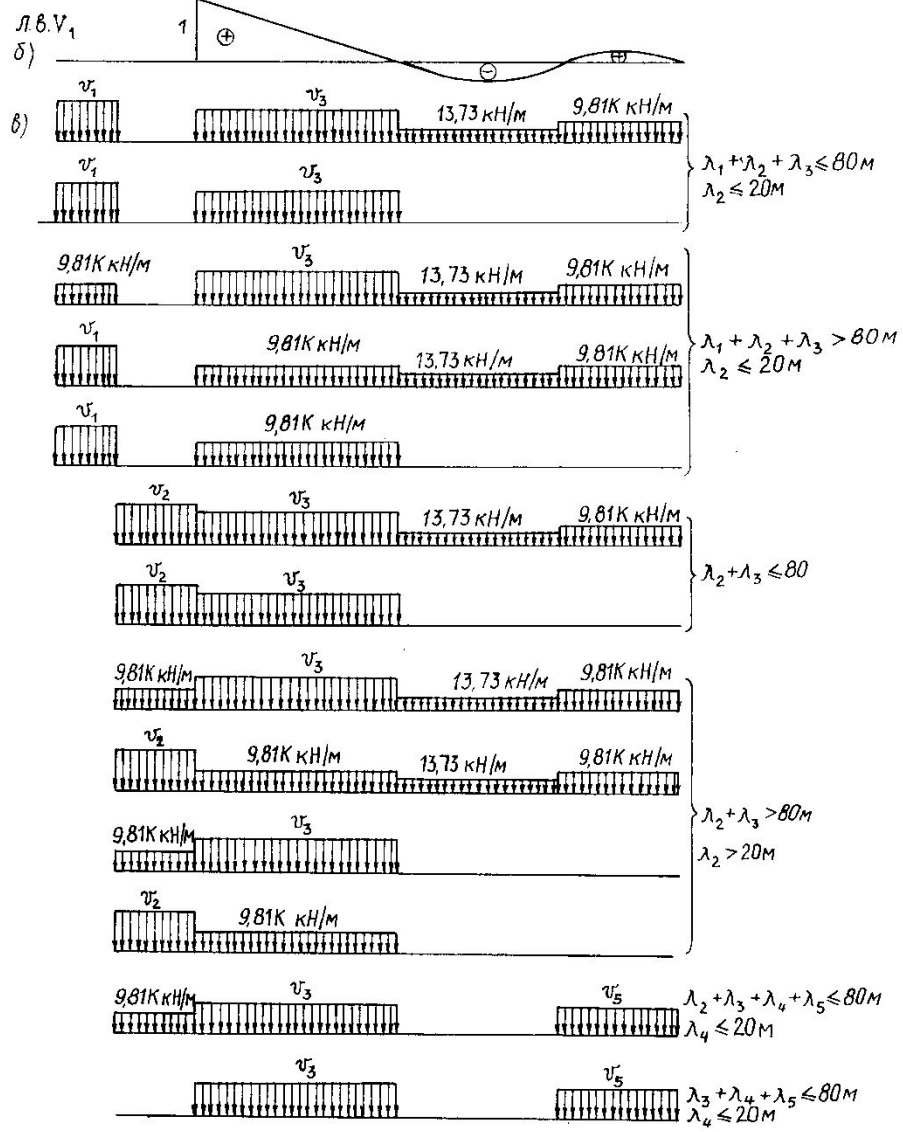 Л.В.V₁
1
⊕
б)
⊖
⊕
v₁
v₃
13,73 кН/м
9,81К кН/м
в)
v₁
v₃
λ₁+λ₂+λ₃≤80м
λ₂≤20м
9,81К кН/м
v₃
13,73 кН/м
9,81К кН/м
v₁
9,81К кН/м
13,73 кН/м
9,81К кН/м
λ₁+λ₂+λ₃>80м
λ₂≤20м
v₁
9,81К кН/м
v₂
v₃
13,73 кН/м
9,81К кН/м
v₂
v₃
λ₂+λ₃≤80
9,81К кН/м
v₃
13,73 кН/м
9,81К кН/м
v₂
9,81К кН/м
13,73 кН/м
9,81К кН/м
9,81К кН/м
v₃
λ₂+λ₃>80м
λ₂>20м
v₂
9,81К кН/м
9,81К кН/м
v₃
v₅
λ₂+λ₃+λ₄+λ₅≤80м
λ₄≤20м
v₃
v₅
λ₃+λ₄+λ₅≤80м
λ₄≤20м